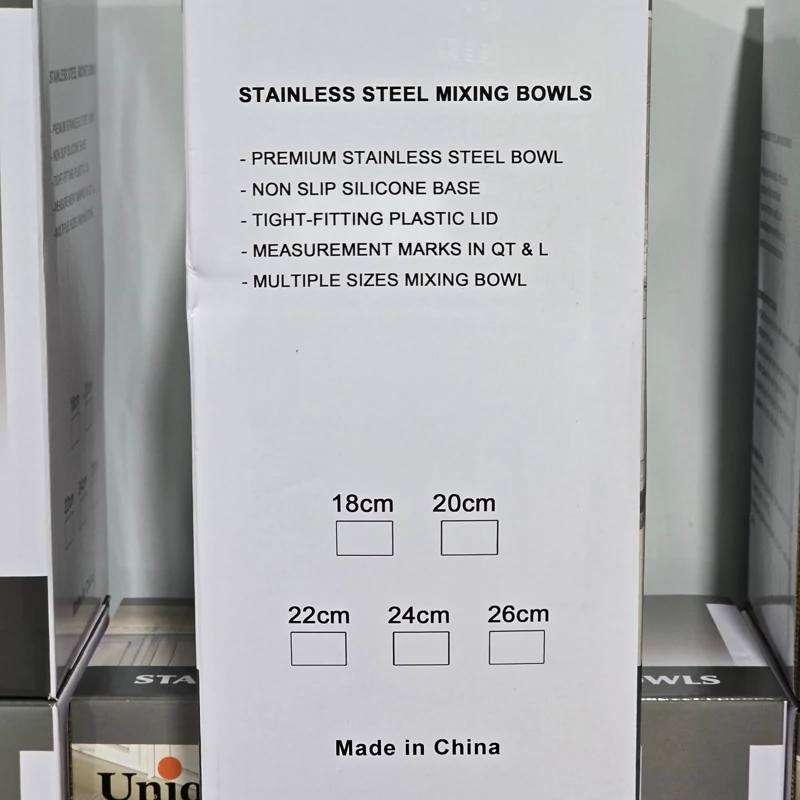 STAINLESS STEEL MIXING BOWLS
- PREMIUM STAINLESS STEEL BOWL
- NON SLIP SILICONE BASE
- TIGHT-FITTING PLASTIC LID
- MEASUREMENT MARKS IN QT & L
- MULTIPLE SIZES MIXING BOWL
18cm 20cm
22cm 24cm 26cm
Made in China
STA
WLS
Uniq